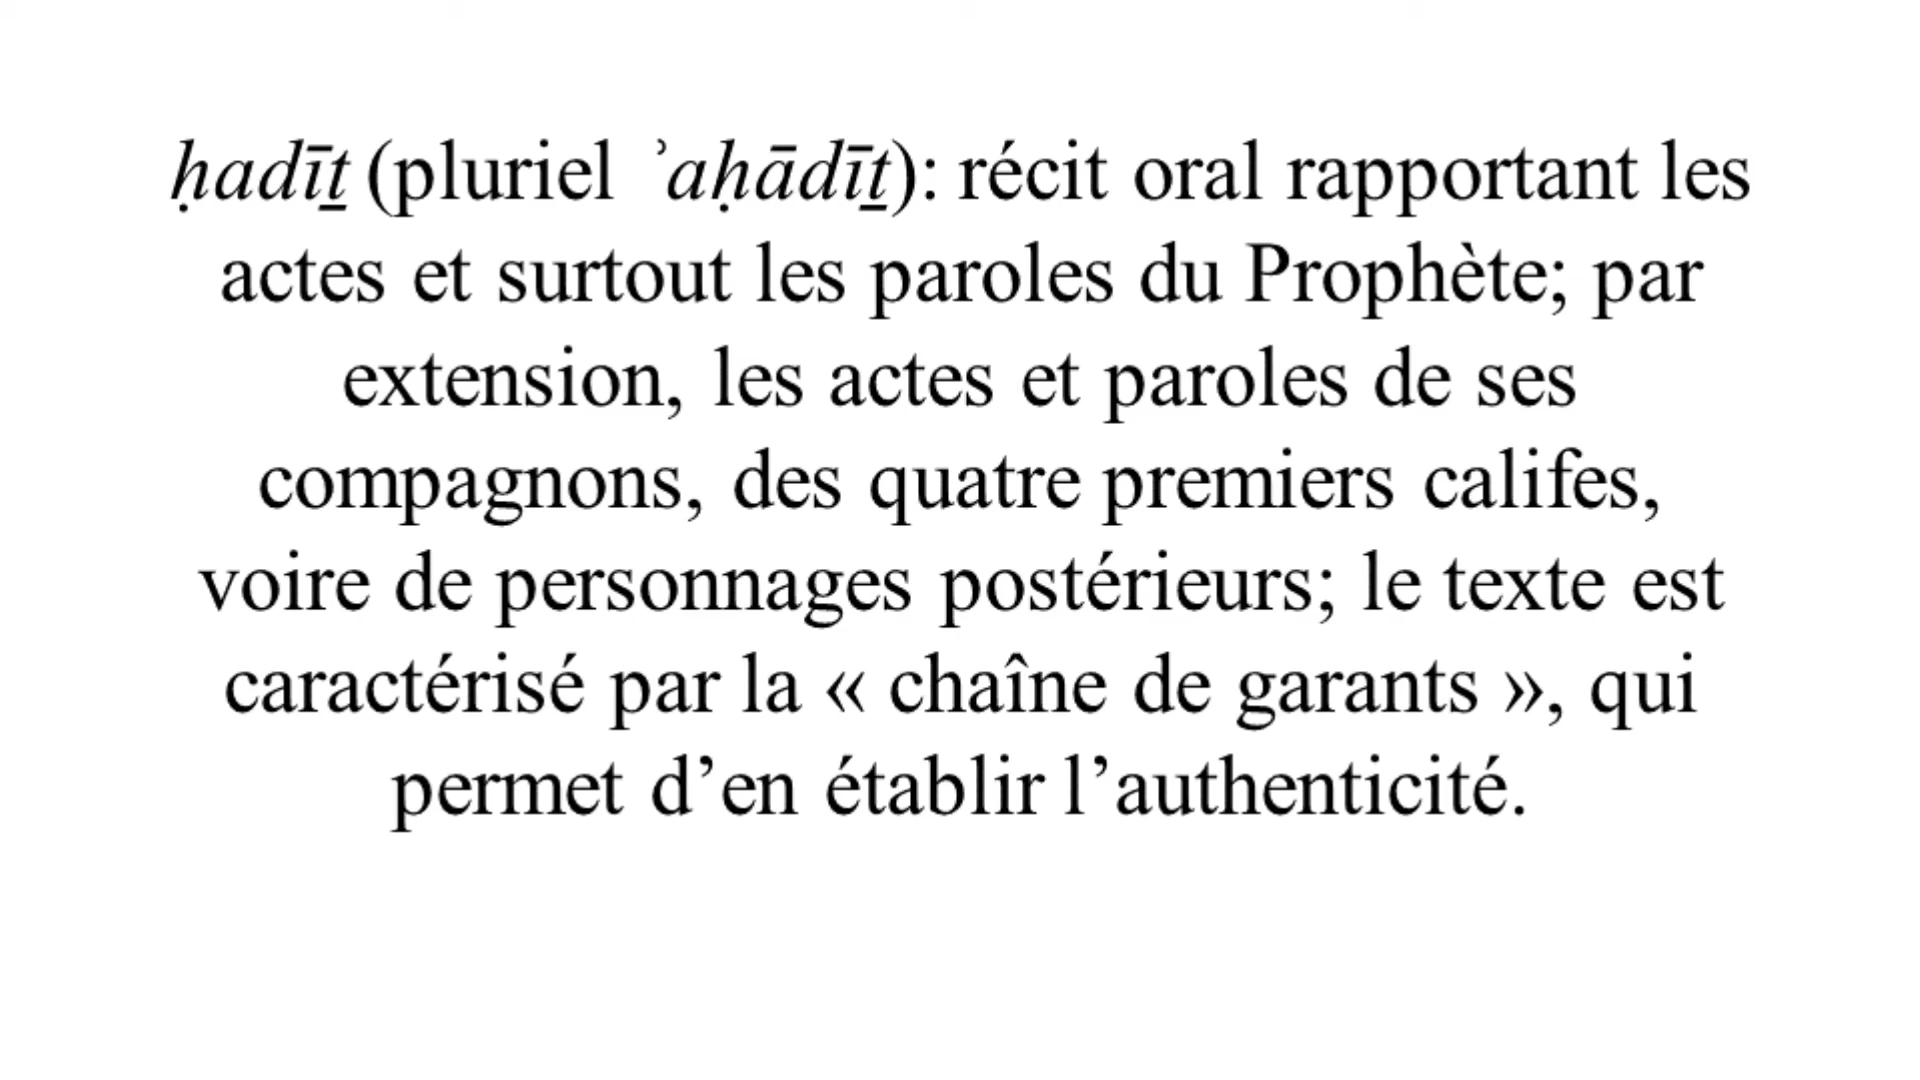 ḥadīṯ (pluriel ʾaḥādīṯ): récit oral rapportant les
actes et surtout les paroles du Prophète; par
extension, les actes et paroles de ses
compagnons, des quatre premiers califes,
voire de personnages postérieurs; le texte est
caractérisé par la « chaîne de garants », qui
permet d’en établir l’authenticité.